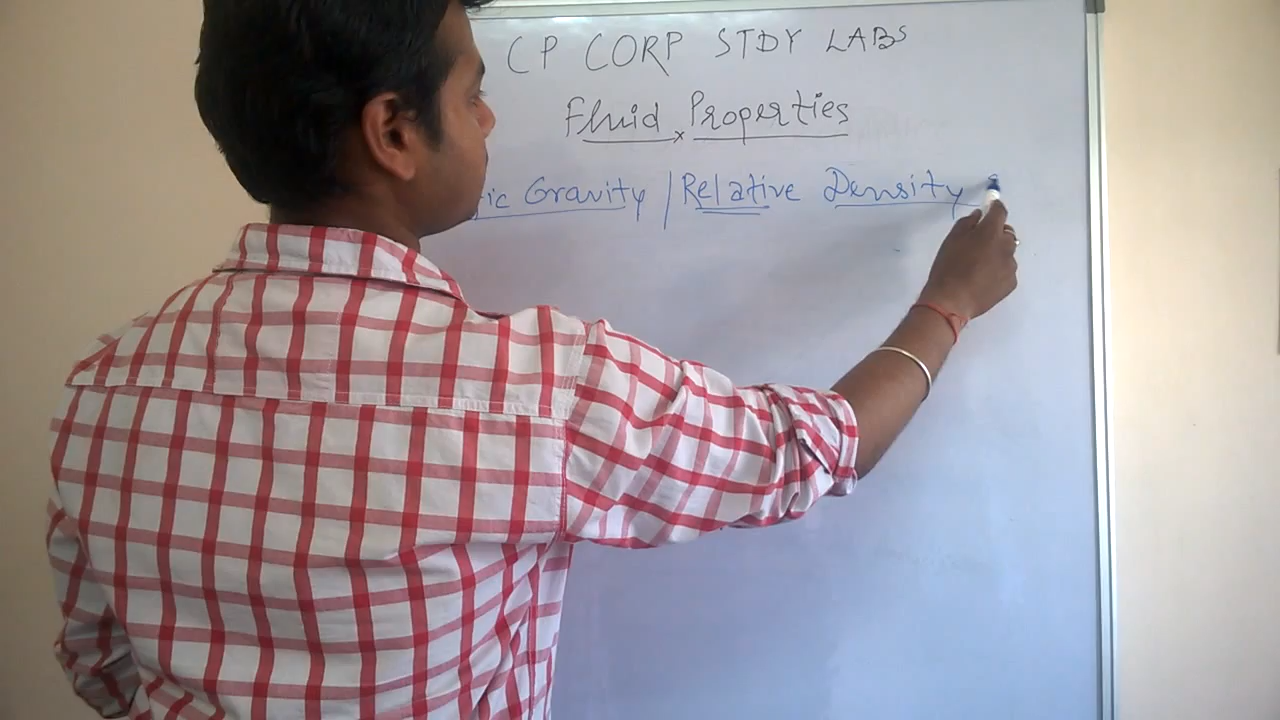 CP CORP STDY LABS
Fluid Properties
Gravity / Relative Density